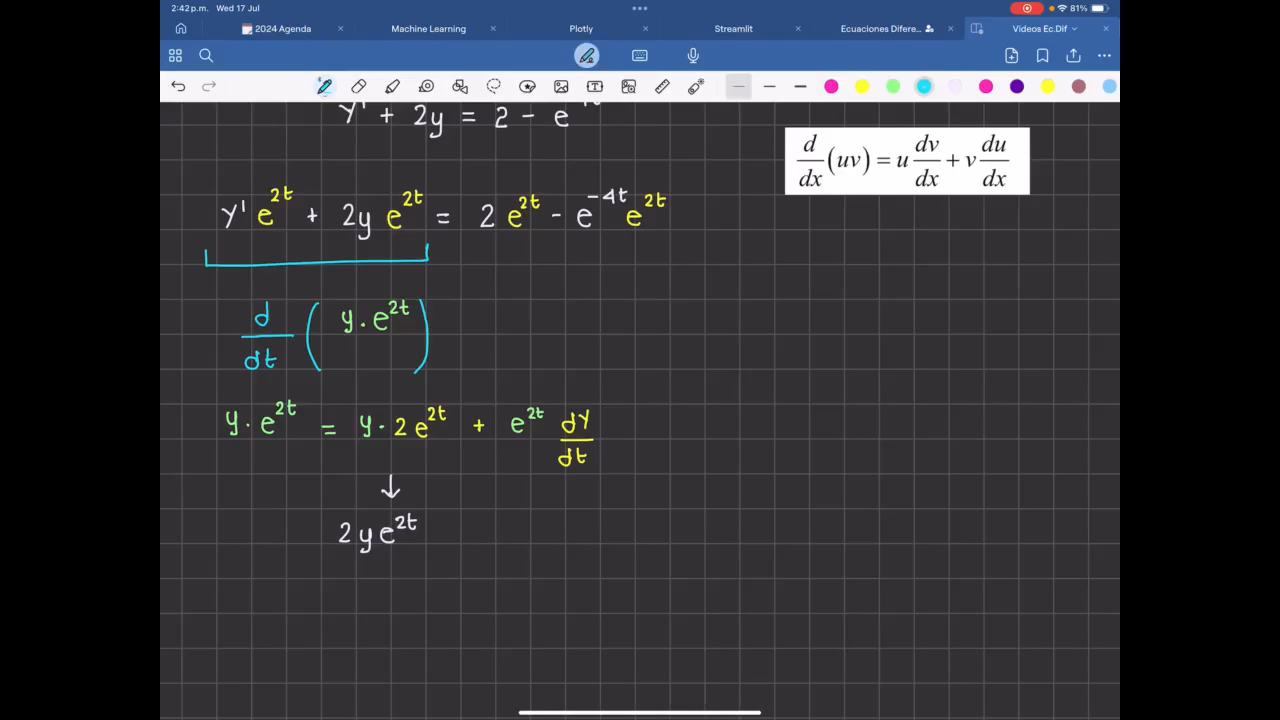 2:42 p.m. Wed 17 Jul
81%
2024 Agenda
Machine Learning
Plotly
Streamlit
Ecuaciones Difere...
Videos Ec.Dif
y' + 2y = 2 - e
d/dx (uv) = u dv/dx + v du/dx
y' e^{2t} + 2y e^{2t} = 2 e^{2t} - e^{-4t} e^{2t}
d/dt ( y · e^{2t} )
y · e^{2t} = y · 2 e^{2t} + e^{2t} dy/dt
↓
2 y e^{2t}